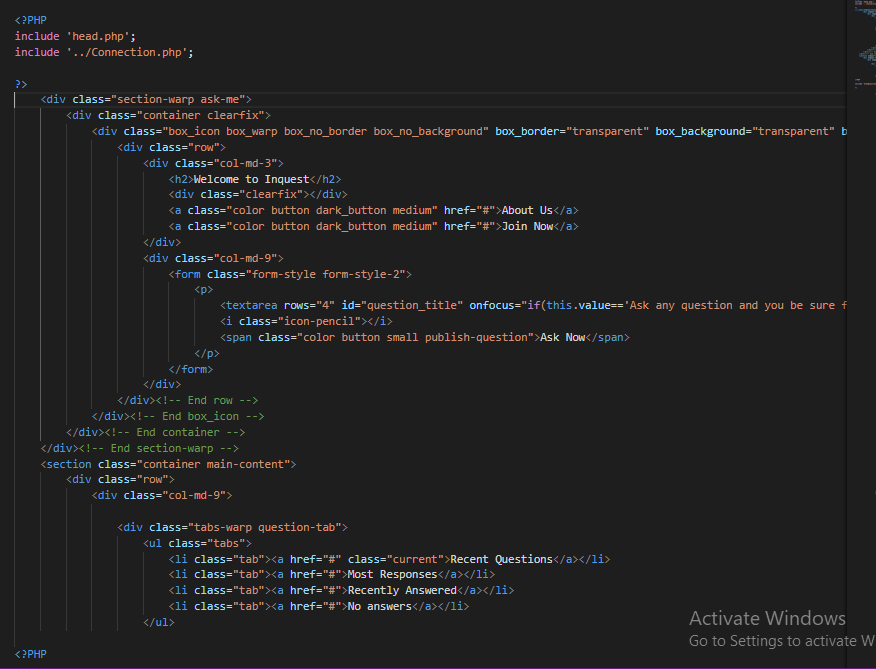 <?PHP
include 'head.php';
include '../Connection.php';
?>
<div class="section-warp ask-me">
<div class="container clearfix">
<div class="box_icon box_warp box_no_border box_no_background" box_border="transparent" box_background="transparent" b
<div class="row">
<div class="col-md-3">
<h2>Welcome to Inquest</h2>
<div class="clearfix"></div>
<a class="color button dark_button medium" href="#">About Us</a>
<a class="color button dark_button medium" href="#">Join Now</a>
</div>
<div class="col-md-9">
<form class="form-style form-style-2">
<p>
<textarea rows="4" id="question_title" onfocus="if(this.value=='Ask any question and you be sure f
<i class="icon-pencil"></i>
<span class="color button small publish-question">Ask Now</span>
</p>
</form>
</div>
</div><!-- End row -->
</div><!-- End box_icon -->
</div><!-- End container -->
</div><!-- End section-warp -->
<section class="container main-content">
<div class="row">
<div class="col-md-9">
<div class="tabs-warp question-tab">
<ul class="tabs">
<li class="tab"><a href="#" class="current">Recent Questions</a></li>
<li class="tab"><a href="#">Most Responses</a></li>
<li class="tab"><a href="#">Recently Answered</a></li>
<li class="tab"><a href="#">No answers</a></li>
</ul>
Activate Windows
Go to Settings to activate W
<?PHP